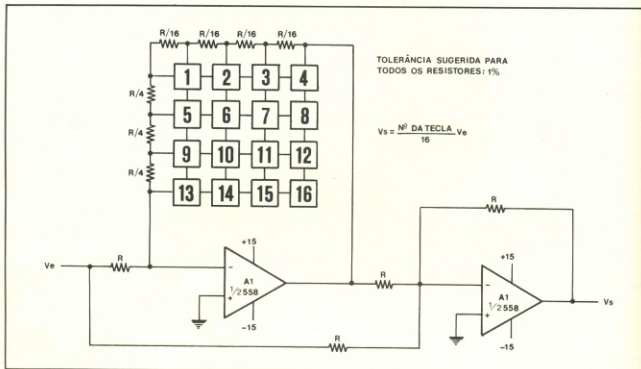 R/16 R/16 R/16 R/16
1 2 3 4
R/4
5 6 7 8
R/4
9 10 11 12
R/4
13 14 15 16
TOLERÂNCIA SUGERIDA PARA
TODOS OS RESISTORES: 1%
Vs = Nº DA TECLA Ve
16
R
Ve
R
+15
-
A1
1/2 558
+
-15
R
+15
-
A1
1/2 558
+
-15
Vs
R